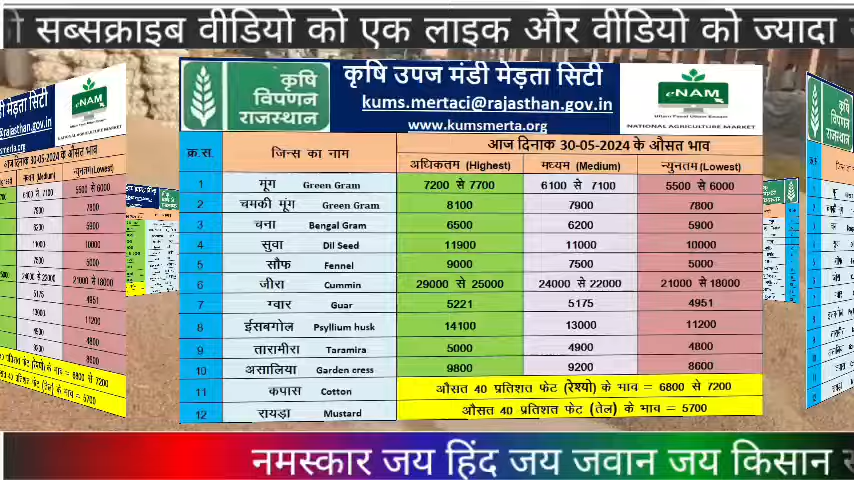 सब्सक्राइब वीडियो को एक लाइक और वीडियो को ज्यादा
कृषि विपणन राजस्थान
कृषि उपज मंडी मेड़ता सिटी
kums.mertaci@rajasthan.gov.in
www.kumsmerta.org
eNAM
NATIONAL AGRICULTURE MARKET
क्र.स. जिन्स का नाम आज दिनाक 30-05-2024 के औसत भाव
अधिकतम (Highest) मध्यम (Medium) न्युनतम (Lowest)
1 मूंग Green Gram 7200 से 7700 6100 से 7100 5500 से 6000
2 चमकी मूंग Green Gram 8100 7900 7800
3 चना Bengal Gram 6500 6200 5900
4 सुवा Dil Seed 11900 11000 10000
5 सौफ Fennel 9000 7500 5000
6 जीरा Cummin 29000 से 25000 24000 से 22000 21000 से 18000
7 ग्वार Guar 5221 5175 4951
8 ईसबगोल Psyllium husk 14100 13000 11200
9 तारामीरा Taramira 5000 4900 4800
10 असालिया Garden cress 9800 9200 8600
11 कपास Cotton औसत 40 प्रतिशत फेट (रेश्यो) के भाव = 6800 से 7200
12 रायड़ा Mustard औसत 40 प्रतिशत फेट (तेल) के भाव = 5700
नमस्कार जय हिंद जय जवान जय किसान